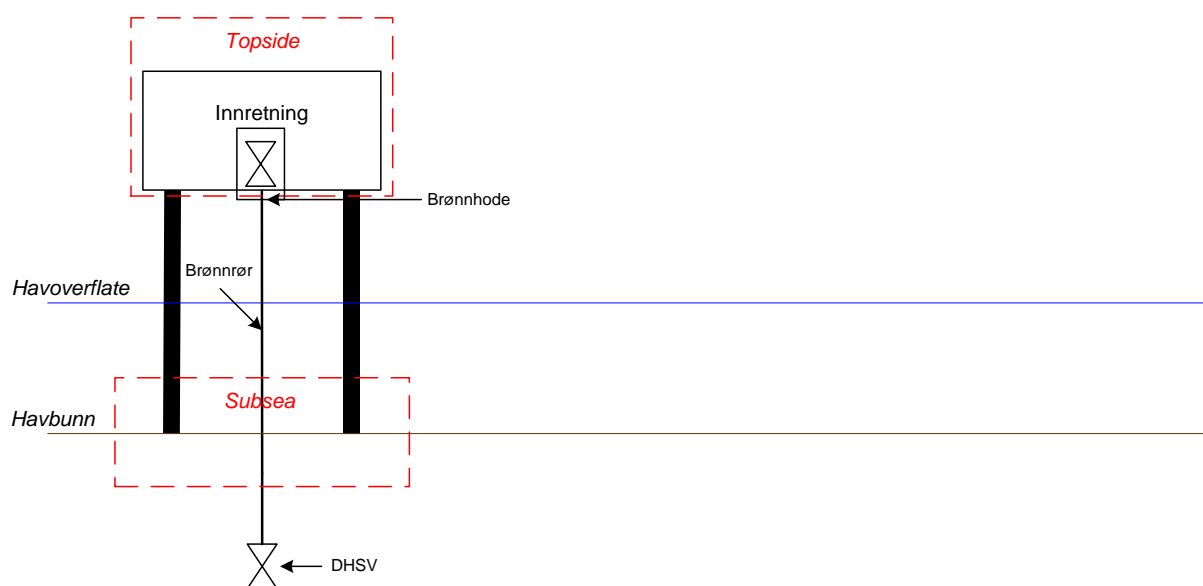 Topside
Innretning
Brønnhode
Brønnrør
Havoverflate
Subsea
Havbunn
DHSV